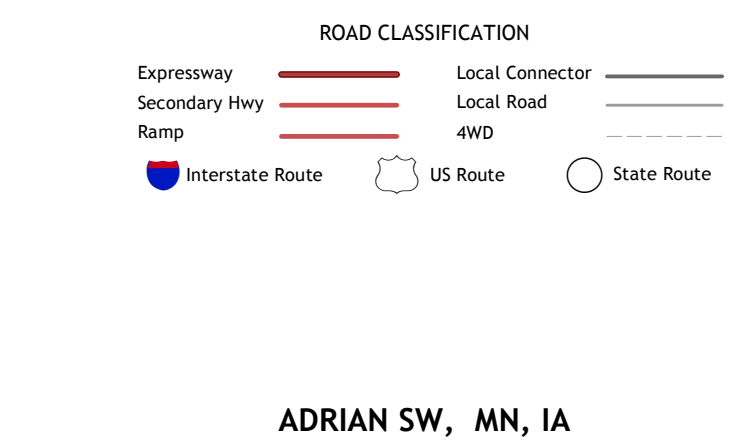 ROAD CLASSIFICATION
Expressway Local Connector
Secondary Hwy Local Road
Ramp 4WD
Interstate Route US Route State Route
ADRIAN SW, MN, IA